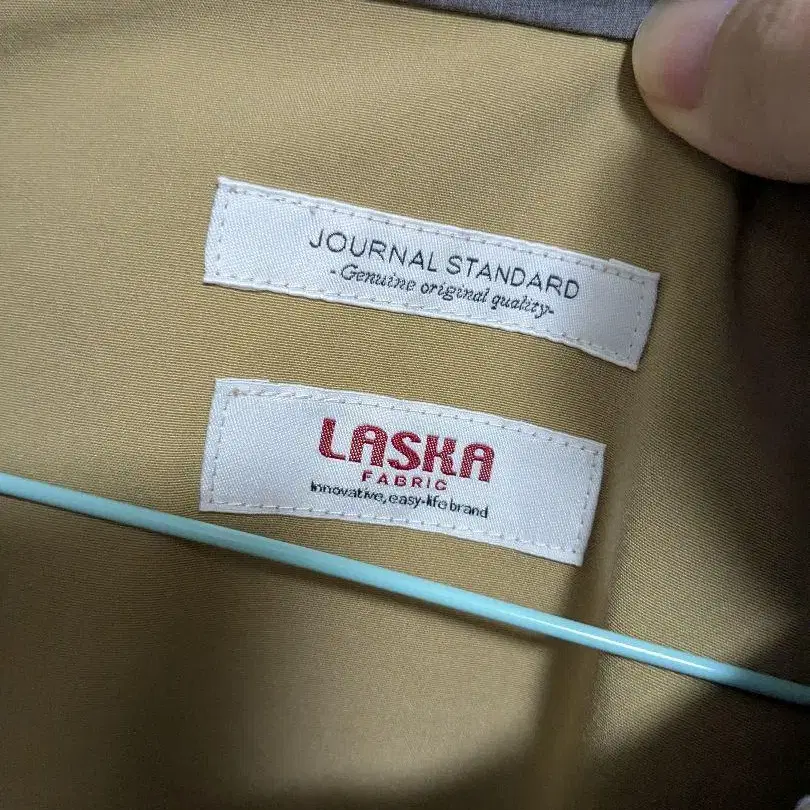 JOURNAL STANDARD
-Genuine original quality-
LASKA
FABRIC
Innovative, easy-life brand